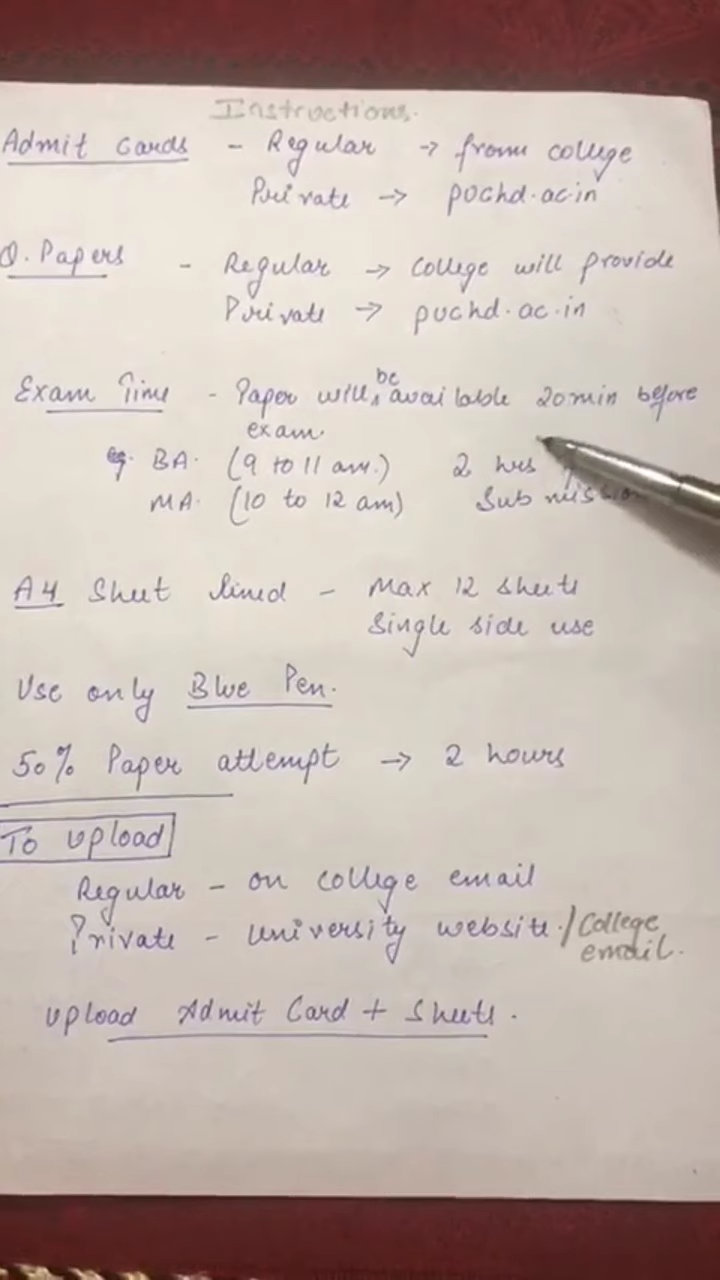 Instructions.
Admit Cards - Regular → from college
Private → puchd.ac.in
Q. Papers - Regular → College will provide
Private → puchd.ac.in
Exam Time - Paper will be available 20 min before
exam.
eg. BA. (9 to 11 am.) 2 hrs
MA. (10 to 12 am) Submission
A4 Sheet lined - Max 12 sheets
Single side use
Use only Blue Pen.
50% Paper attempt → 2 hours
To upload
Regular - on college email
Private - University website./College
email.
Upload Admit Card + Sheets.